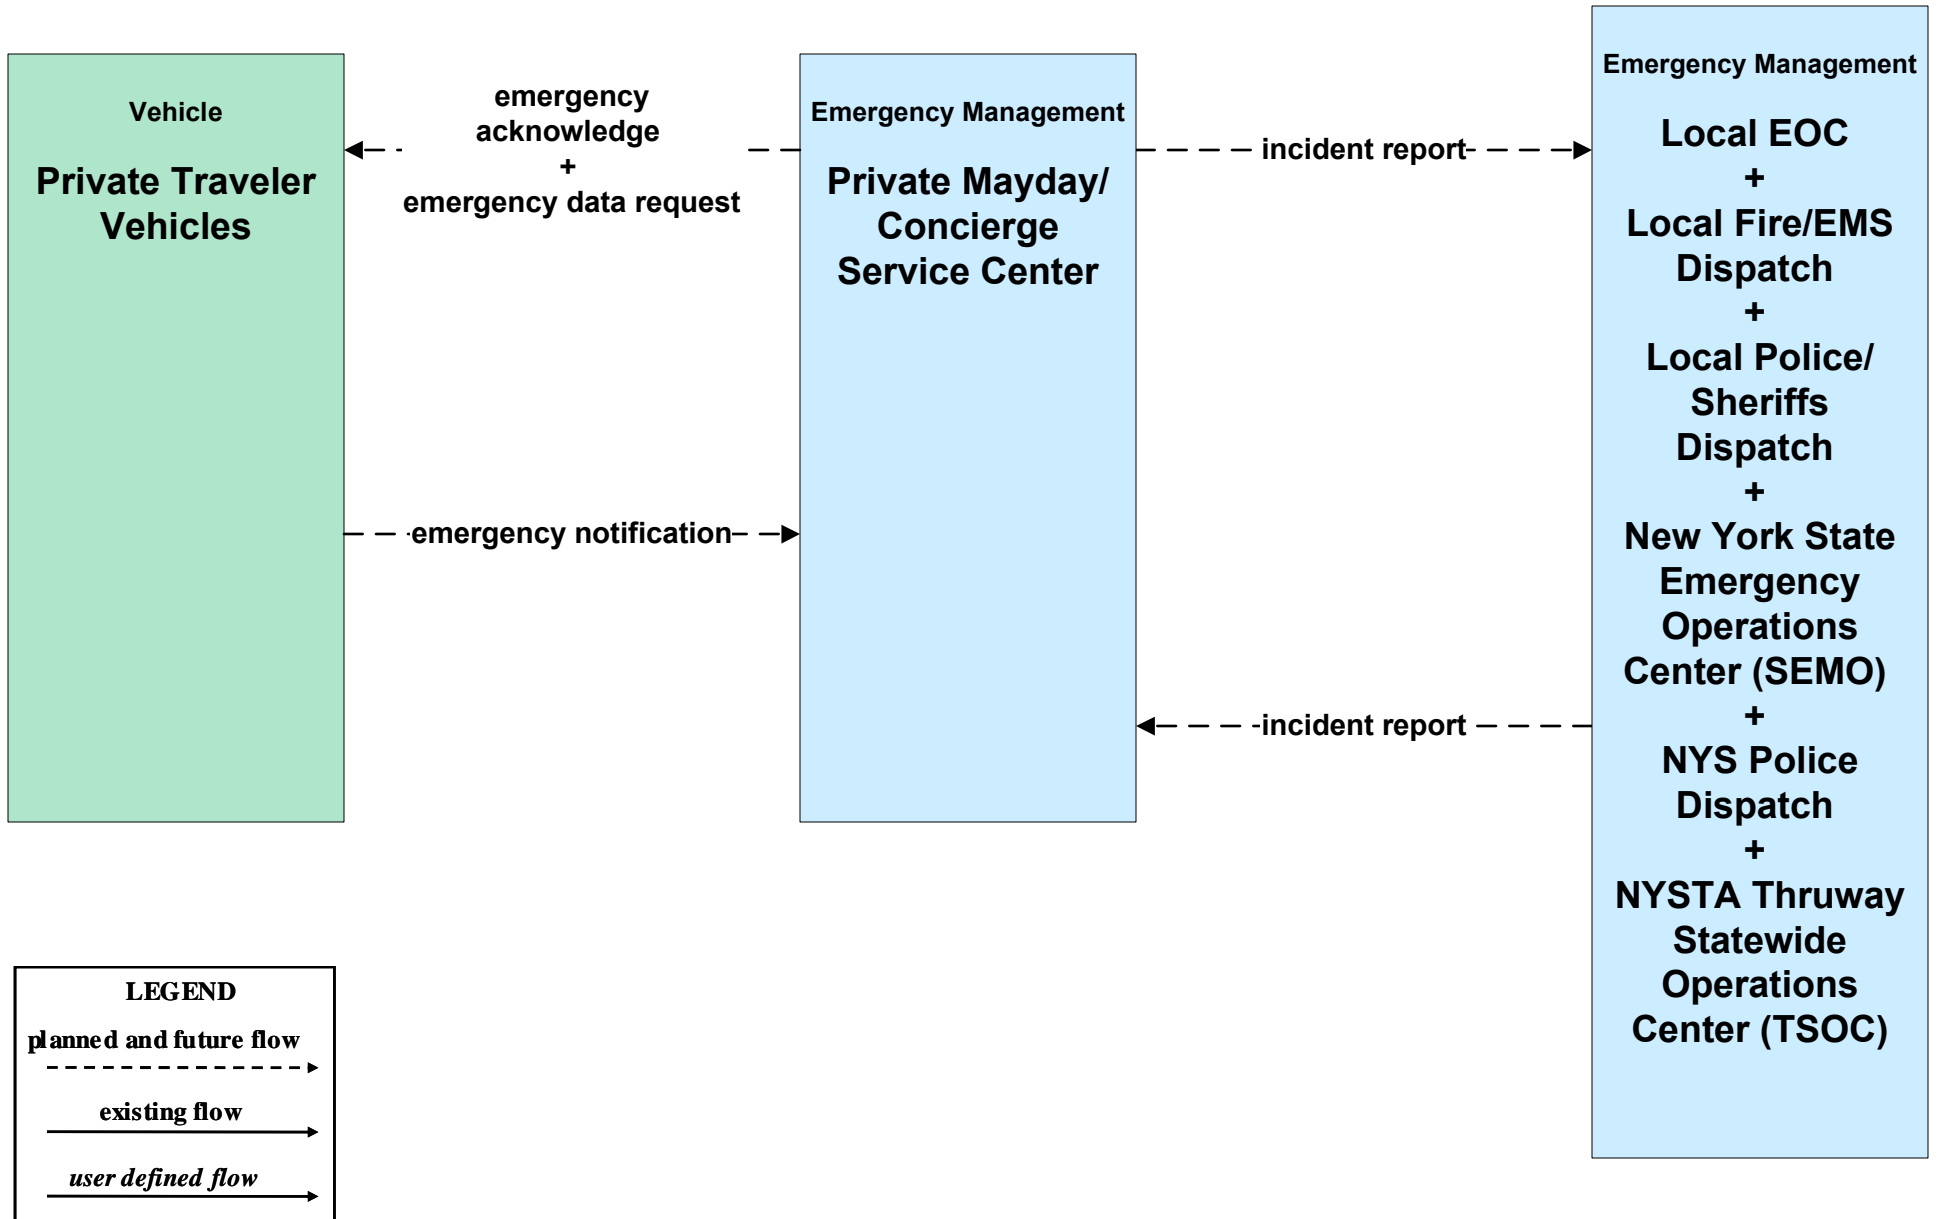 Vehicle
Private Traveler
Vehicles
emergency
acknowledge
+
emergency data request
emergency notification
Emergency Management
Private Mayday/
Concierge
Service Center
incident report
incident report
Emergency Management
Local EOC
+
Local Fire/EMS
Dispatch
+
Local Police/
Sheriffs
Dispatch
+
New York State
Emergency
Operations
Center (SEMO)
+
NYS Police
Dispatch
+
NYSTA Thruway
Statewide
Operations
Center (TSOC)
LEGEND
planned and future flow
existing flow
user defined flow